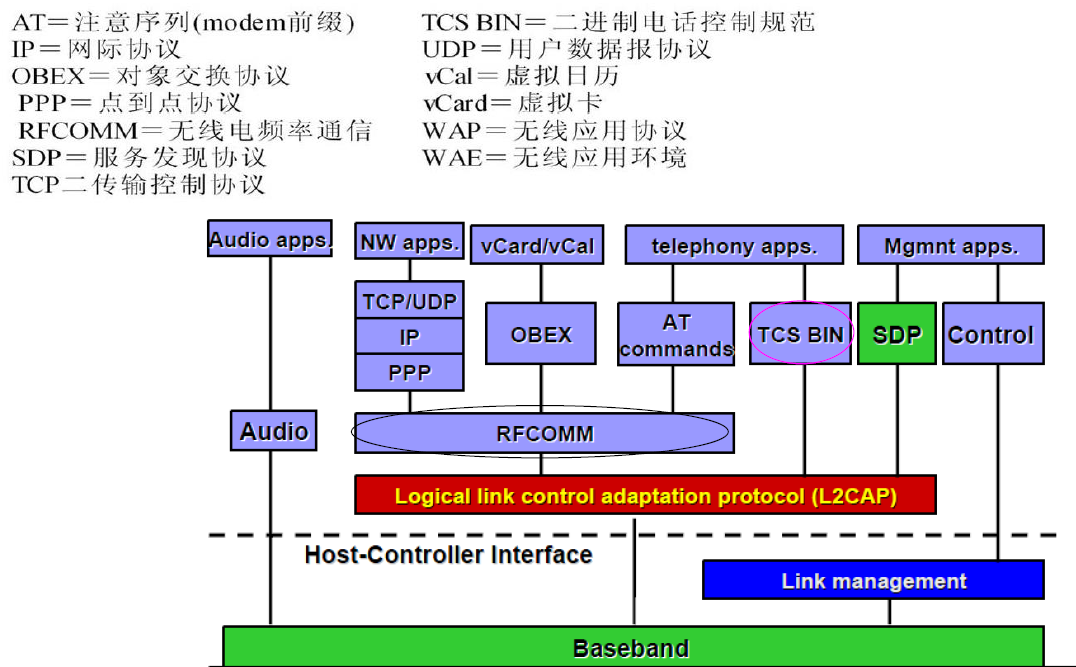 AT＝注意序列(modem前缀)
IP＝网际协议
OBEX＝对象交换协议
PPP＝点到点协议
RFCOMM＝无线电频率通信
SDP＝服务发现协议
TCP二传输控制协议
TCS BIN＝二进制电话控制规范
UDP＝用户数据报协议
vCal＝虚拟日历
vCard＝虚拟卡
WAP＝无线应用协议
WAE＝无线应用环境
Audio apps.
NW apps.
vCard/vCal
telephony apps.
Mgmnt apps.
TCP/UDP
IP
PPP
OBEX
AT
commands
TCS BIN
SDP
Control
Audio
RFCOMM
Logical link control adaptation protocol (L2CAP)
Host-Controller Interface
Link management
Baseband